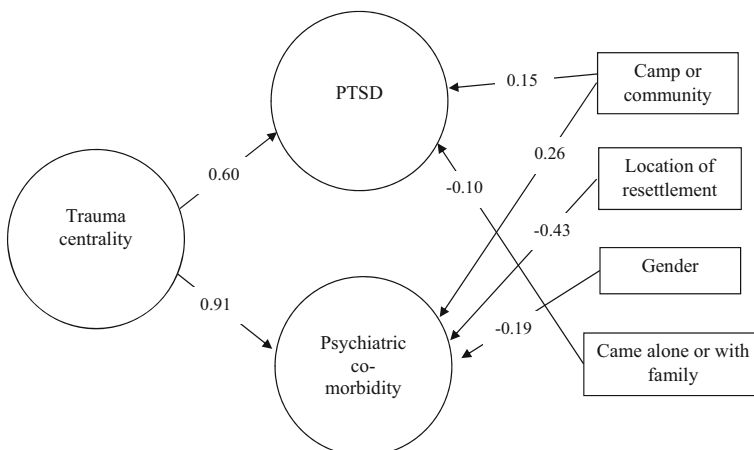 PTSD
Camp or
community
0.15
0.60
0.26
Location of
resettlement
-0.10
Trauma
centrality
-0.43
Gender
0.91
-0.19
Psychiatric
co-
morbidity
Came alone or with
family